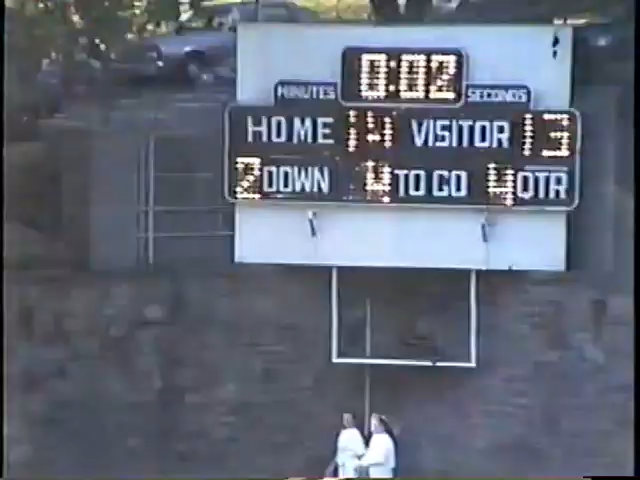 0:02
MINUTES SECONDS
HOME 14 VISITOR 13
2 DOWN 4 TO GO 4 QTR